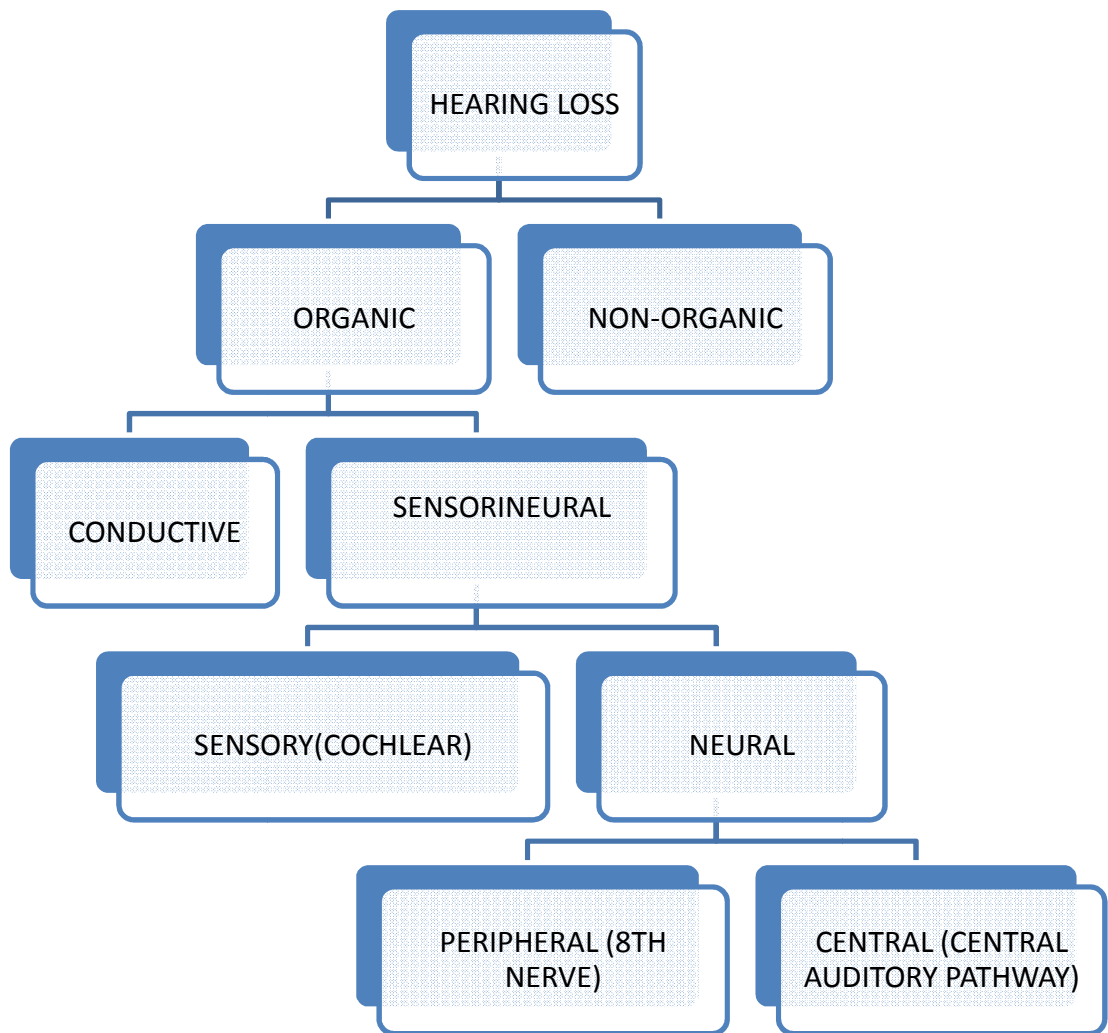 HEARING LOSS
ORGANIC
NON-ORGANIC
CONDUCTIVE
SENSORINEURAL
SENSORY(COCHLEAR)
NEURAL
PERIPHERAL (8TH
NERVE)
CENTRAL (CENTRAL
AUDITORY PATHWAY)